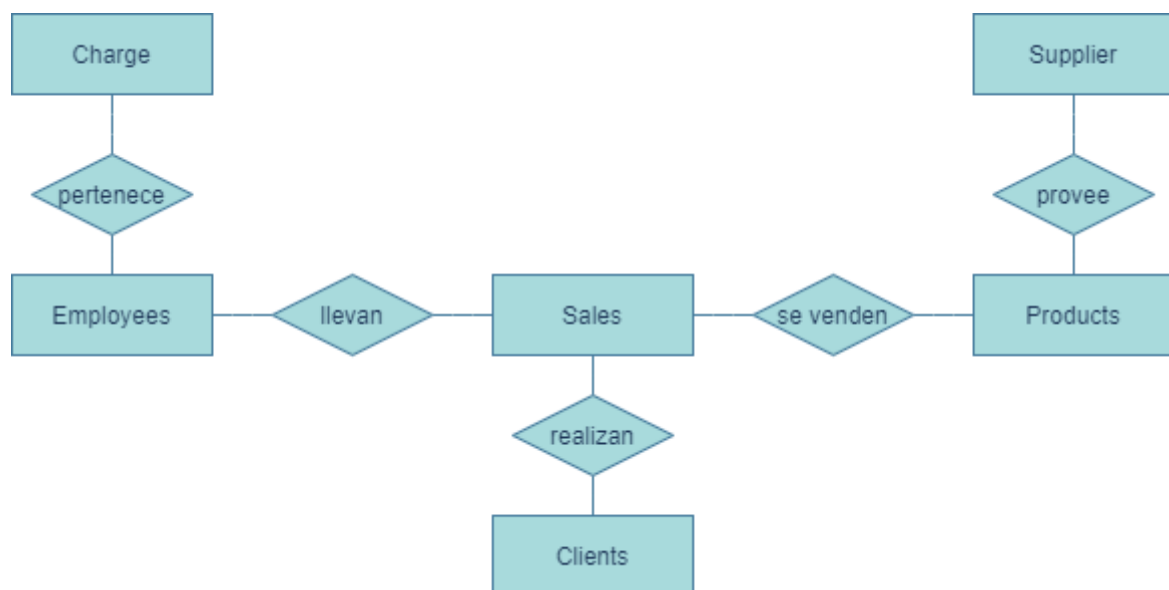 Charge
Supplier
pertenece
provee
Employees
llevan
Sales
se venden
Products
realizan
Clients